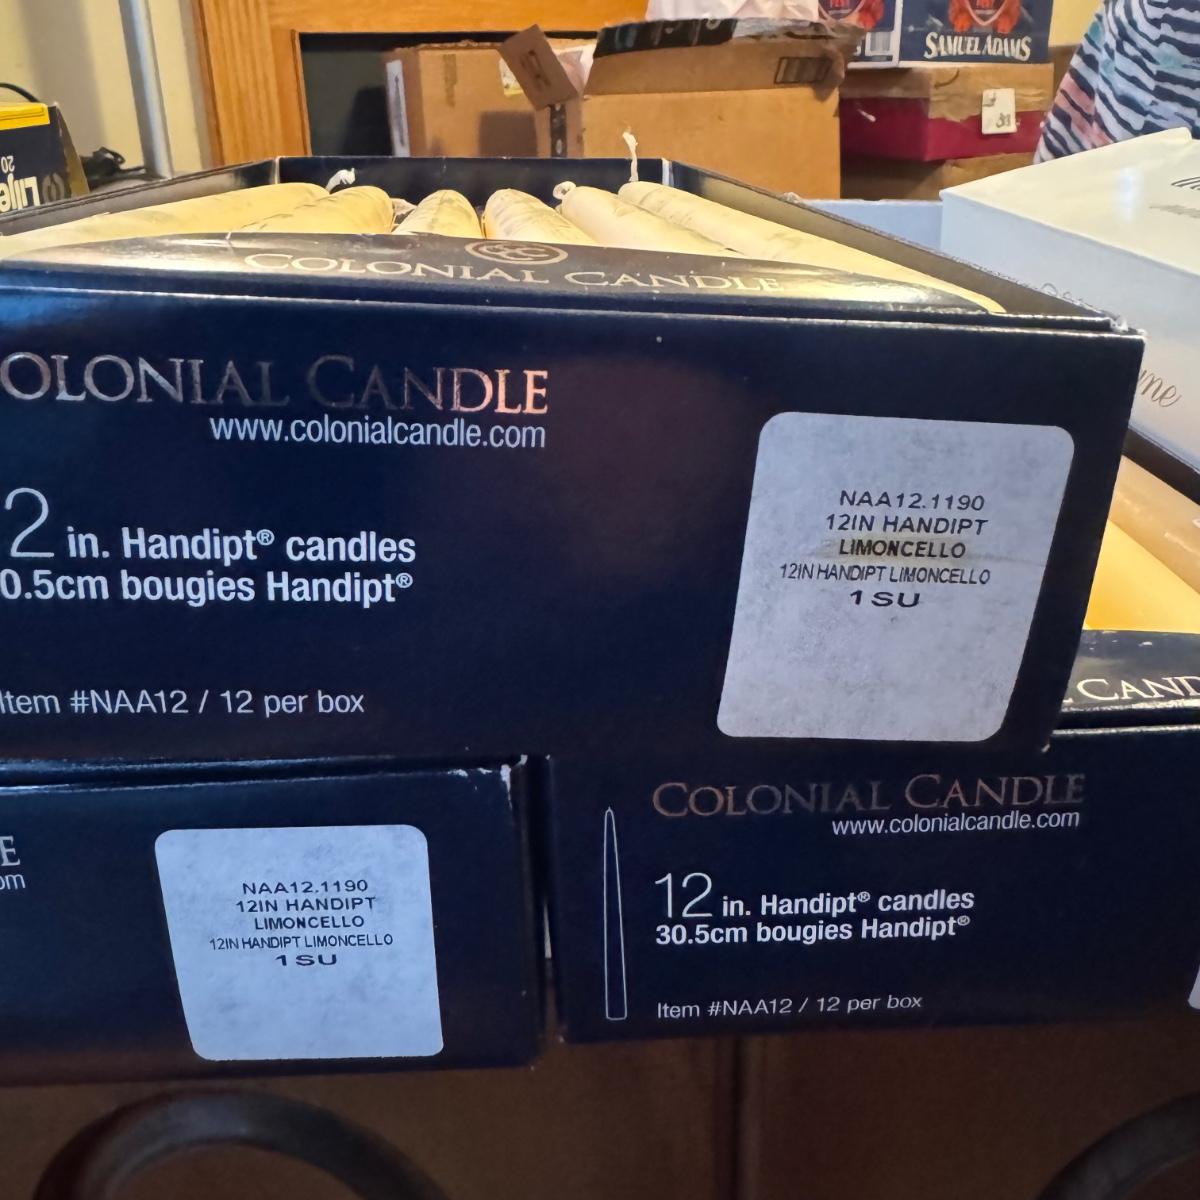 SAMUEL ADAMS
20
COLONIAL CANDLE
OLONIAL CANDLE
www.colonialcandle.com
2 in. Handipt® candles
0.5cm bougies Handipt®
Item #NAA12 / 12 per box
NAA12.1190
12IN HANDIPT
LIMONCELLO
12IN HANDIPT LIMONCELLO
1SU
CAND
E
om
NAA12.1190
12IN HANDIPT
LIMONCELLO
12IN HANDIPT LIMONCELLO
1SU
COLONIAL CANDLE
www.colonialcandle.com
12 in. Handipt® candles
30.5cm bougies Handipt®
Item #NAA12 / 12 per box